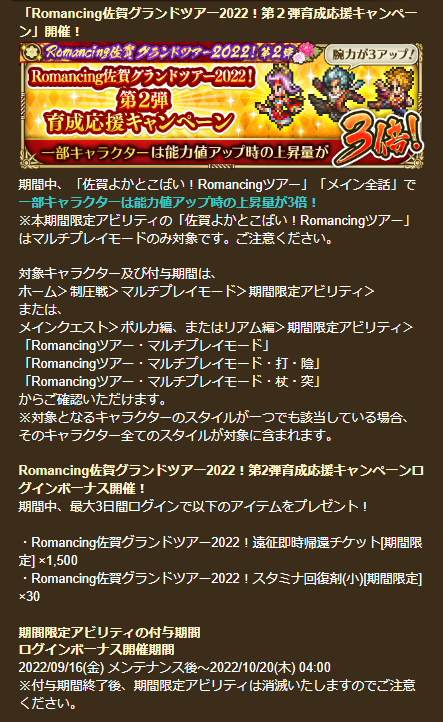 「Romancing佐賀グランドツアー2022！第２弾育成応援キャンペー
ン」開催！
Romancing佐賀グランドツアー2022! 第2弾
腕力が3アップ!
Romancing佐賀グランドツアー2022!
第2弾
育成応援キャンペーン
一部キャラクターは能力値アップ時の上昇量が
3倍!
期間中、「佐賀よかとこばい！Romancingツアー」「メイン全話」で
一部キャラクターは能力値アップ時の上昇量が3倍！
※本期間限定アビリティの「佐賀よかとこばい！Romancingツアー」
はマルチプレイモードのみ対象です。ご注意ください。
対象キャラクター及び付与期間は、
ホーム＞制圧戦＞マルチプレイモード＞期間限定アビリティ＞
または、
メインクエスト＞ポルカ編、またはリアム編＞期間限定アビリティ＞
「Romancingツアー・マルチプレイモード」
「Romancingツアー・マルチプレイモード・打・陰」
「Romancingツアー・マルチプレイモード・杖・突」
からご確認いただけます。
※対象となるキャラクターのスタイルが一つでも該当している場合、
そのキャラクター全てのスタイルが対象に含まれます。
Romancing佐賀グランドツアー2022！第2弾育成応援キャンペーンロ
グインボーナス開催！
期間中、最大3日間ログインで以下のアイテムをプレゼント！
・Romancing佐賀グランドツアー2022！遠征即時帰還チケット[期間限
定] ×1,500
・Romancing佐賀グランドツアー2022！スタミナ回復剤(小)[期間限定]
×30
期間限定アビリティの付与期間
ログインボーナス開催期間
2022/09/16(金) メンテナンス後～2022/10/20(木) 04:00
※付与期間終了後、期間限定アビリティは消滅いたしますのでご注意
ください。